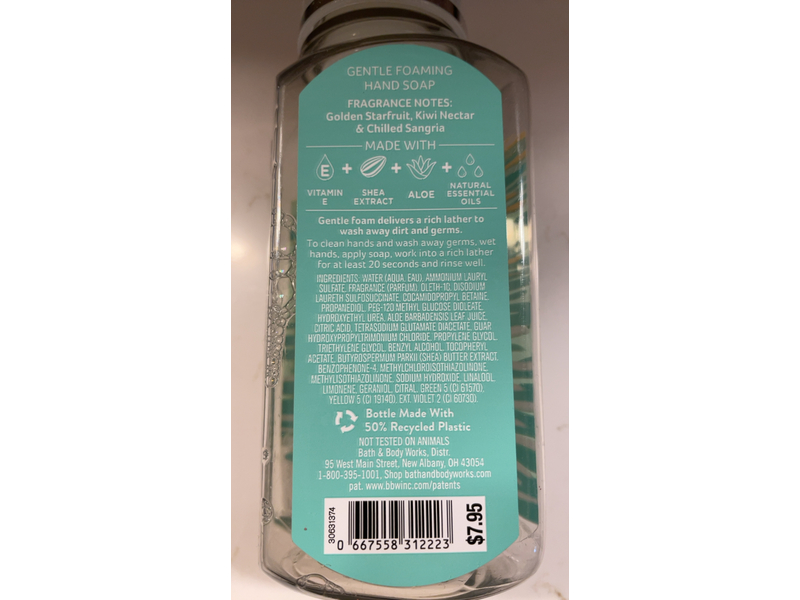 GENTLE FOAMING
HAND SOAP
FRAGRANCE NOTES:
Golden Starfruit, Kiwi Nectar
& Chilled Sangria
MADE WITH
E
+
+
+
VITAMIN
E
SHEA
EXTRACT
ALOE
NATURAL
ESSENTIAL
OILS
Gentle foam delivers a rich lather to
wash away dirt and germs.
To clean hands and wash away germs, wet
hands, apply soap, work into a rich lather
for at least 20 seconds and rinse well.
INGREDIENTS: WATER (AQUA, EAU), AMMONIUM LAURYL
SULFATE, FRAGRANCE (PARFUM), OLETH-10, DISODIUM
LAURETH SULFOSUCCINATE, COCAMIDOPROPYL BETAINE,
PROPANEDIOL, PEG-120 METHYL GLUCOSE DIOLEATE,
HYDROXYETHYL UREA, ALOE BARBADENSIS LEAF JUICE,
CITRIC ACID, TETRASODIUM GLUTAMATE DIACETATE, GUAR
HYDROXYPROPYLTRIMONIUM CHLORIDE, PROPYLENE GLYCOL,
TRIETHYLENE GLYCOL, BENZYL ALCOHOL, TOCOPHERYL
ACETATE, BUTYROSPERMUM PARKII (SHEA) BUTTER EXTRACT,
BENZOPHENONE-4, METHYLCHLOROISOTHIAZOLINONE,
METHYLISOTHIAZOLINONE, SODIUM HYDROXIDE, LINALOOL,
LIMONENE, GERANIOL, CITRAL, GREEN 5 (CI 61570),
YELLOW 5 (CI 19140), EXT. VIOLET 2 (CI 60730).
Bottle Made With
50% Recycled Plastic
NOT TESTED ON ANIMALS
Bath & Body Works, Distr.
95 West Main Street, New Albany, OH 43054
1-800-395-1001, Shop bathandbodyworks.com
pat. www.bbwinc.com/patents
30631374
0 667558 312223
$7.95